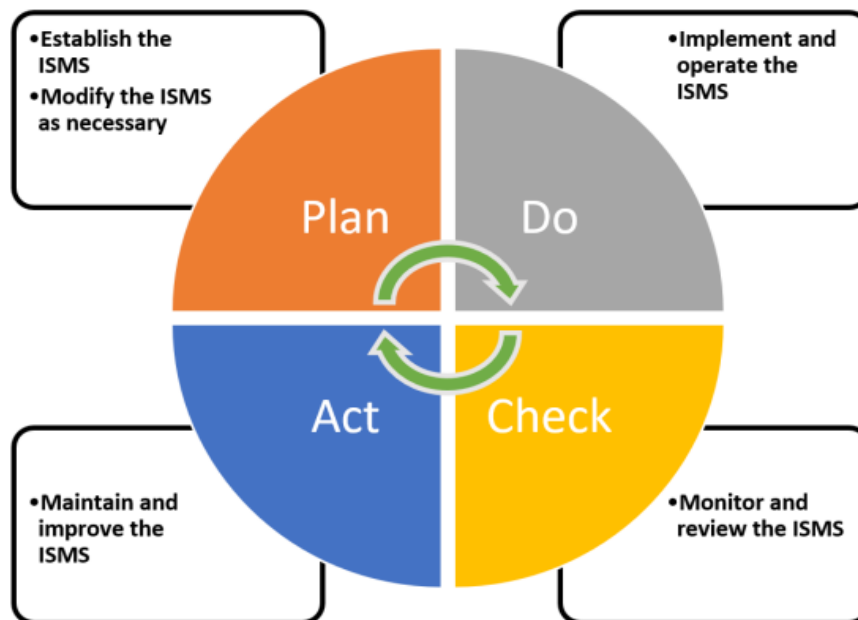 •Establish the
ISMS
•Modify the ISMS
as necessary
•Implement and
operate the
ISMS
Plan
Do
Act
Check
•Maintain and
improve the
ISMS
•Monitor and
review the ISMS